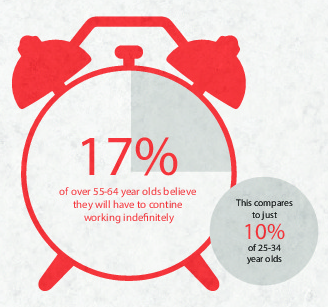 17%
of over 55-64 year olds believe
they will have to contine
working indefinitely
This compares
to just
10%
of 25-34
year olds